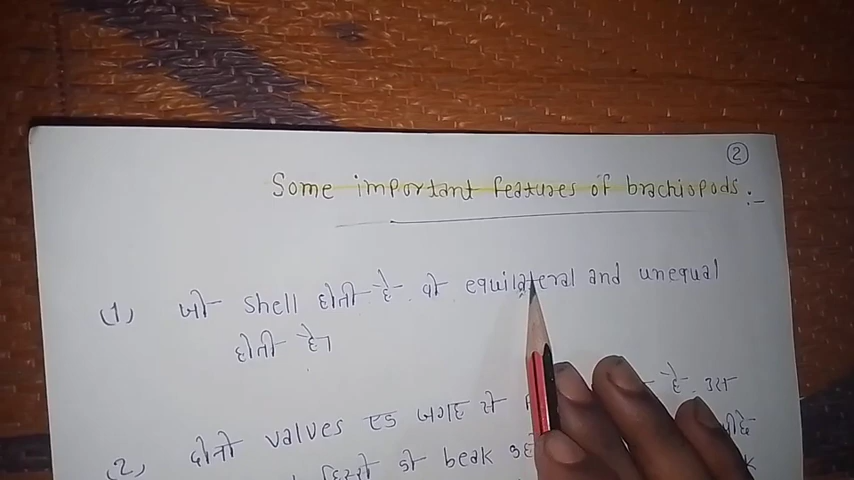 2
Some important features of brachiopods :-
(1) जो shell होती है वो equilateral and unequal
होती है।
(2) दोनो valves एक जगह से है उस
हिस्से को beak